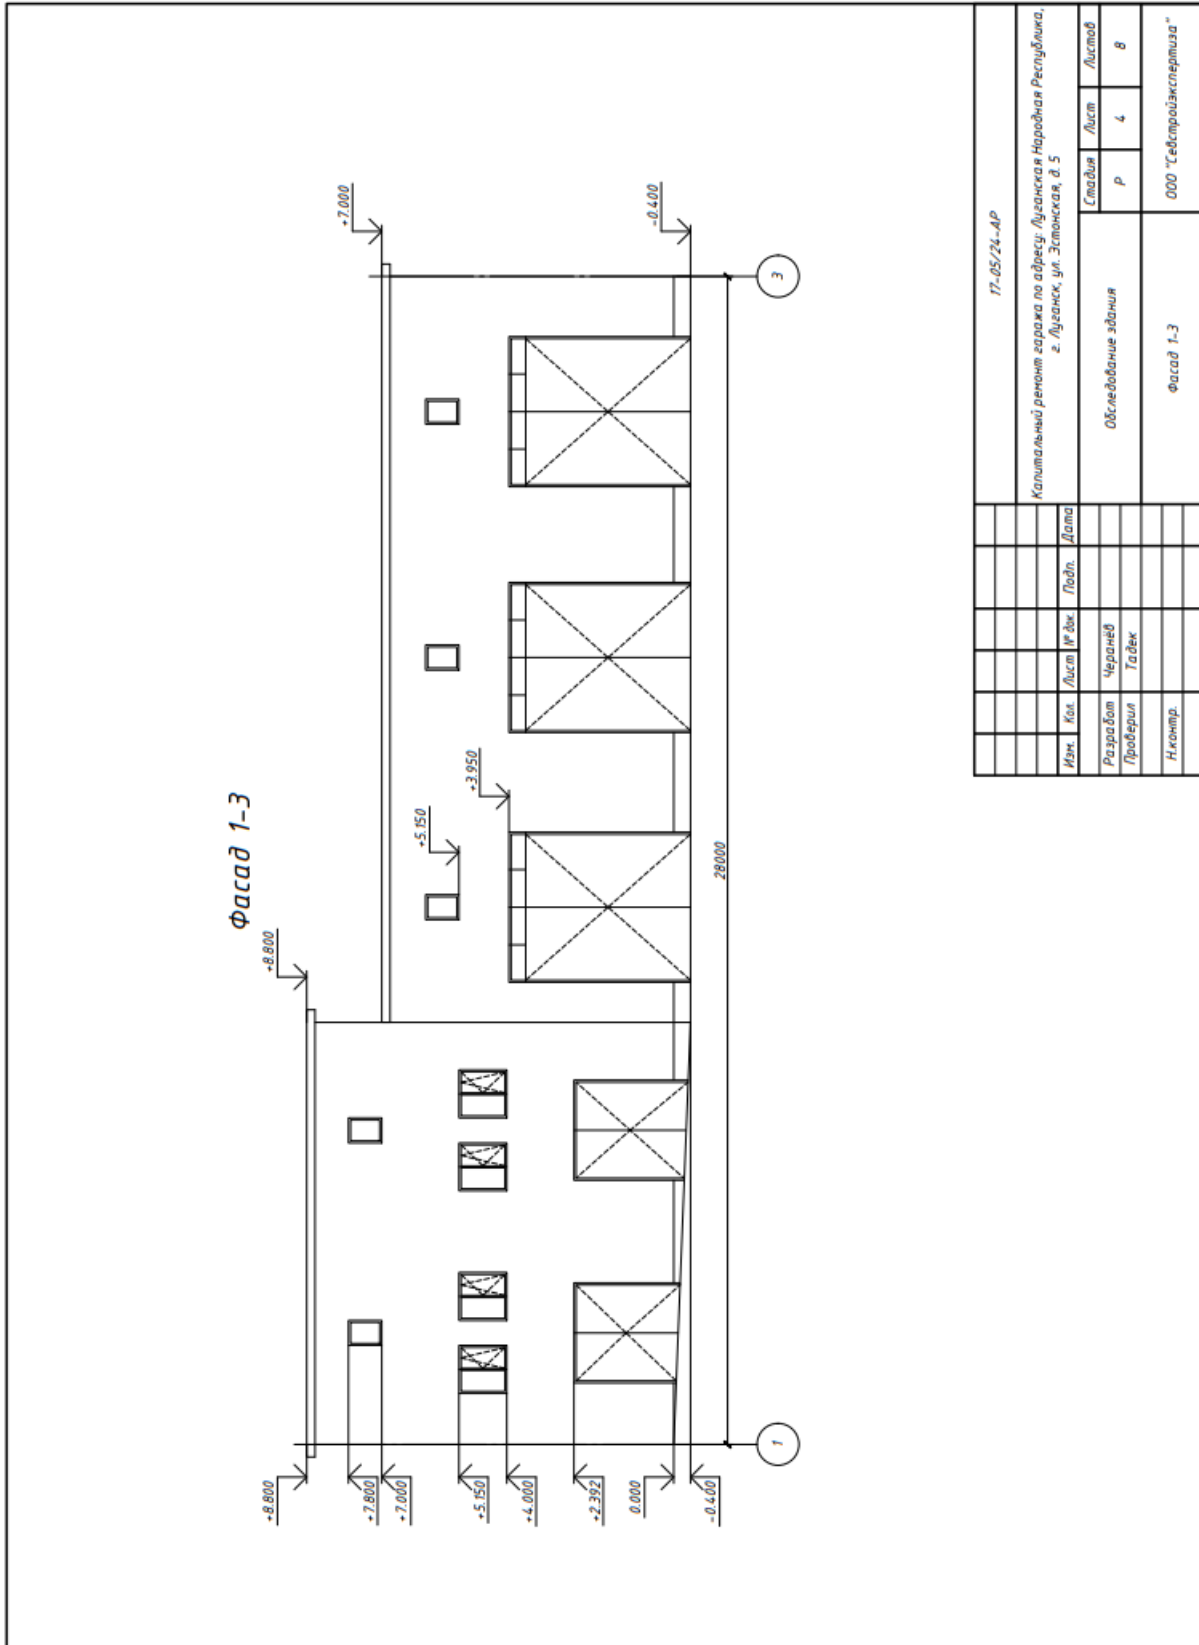 Фасад 1-3
+8.800
+7.000
+8.800
+7.800
+7.000
+5.150
+4.000
+2.392
0.000
-0.400
+5.150
+3.950
-0.400
28000
1
3
17-05/24-АР
Капитальный ремонт гаража по адресу: Луганская Народная Республика,
г. Луганск, ул. Эстонская, д. 5
Изм. Кол. Лист № док. Подп. Дата
Разработ Черанёв
Проверил Тадек
Н.контр.
Обследование здания
Стадия Лист Листов
Р 4 8
Фасад 1-3
ООО "Севстройэкспертиза"